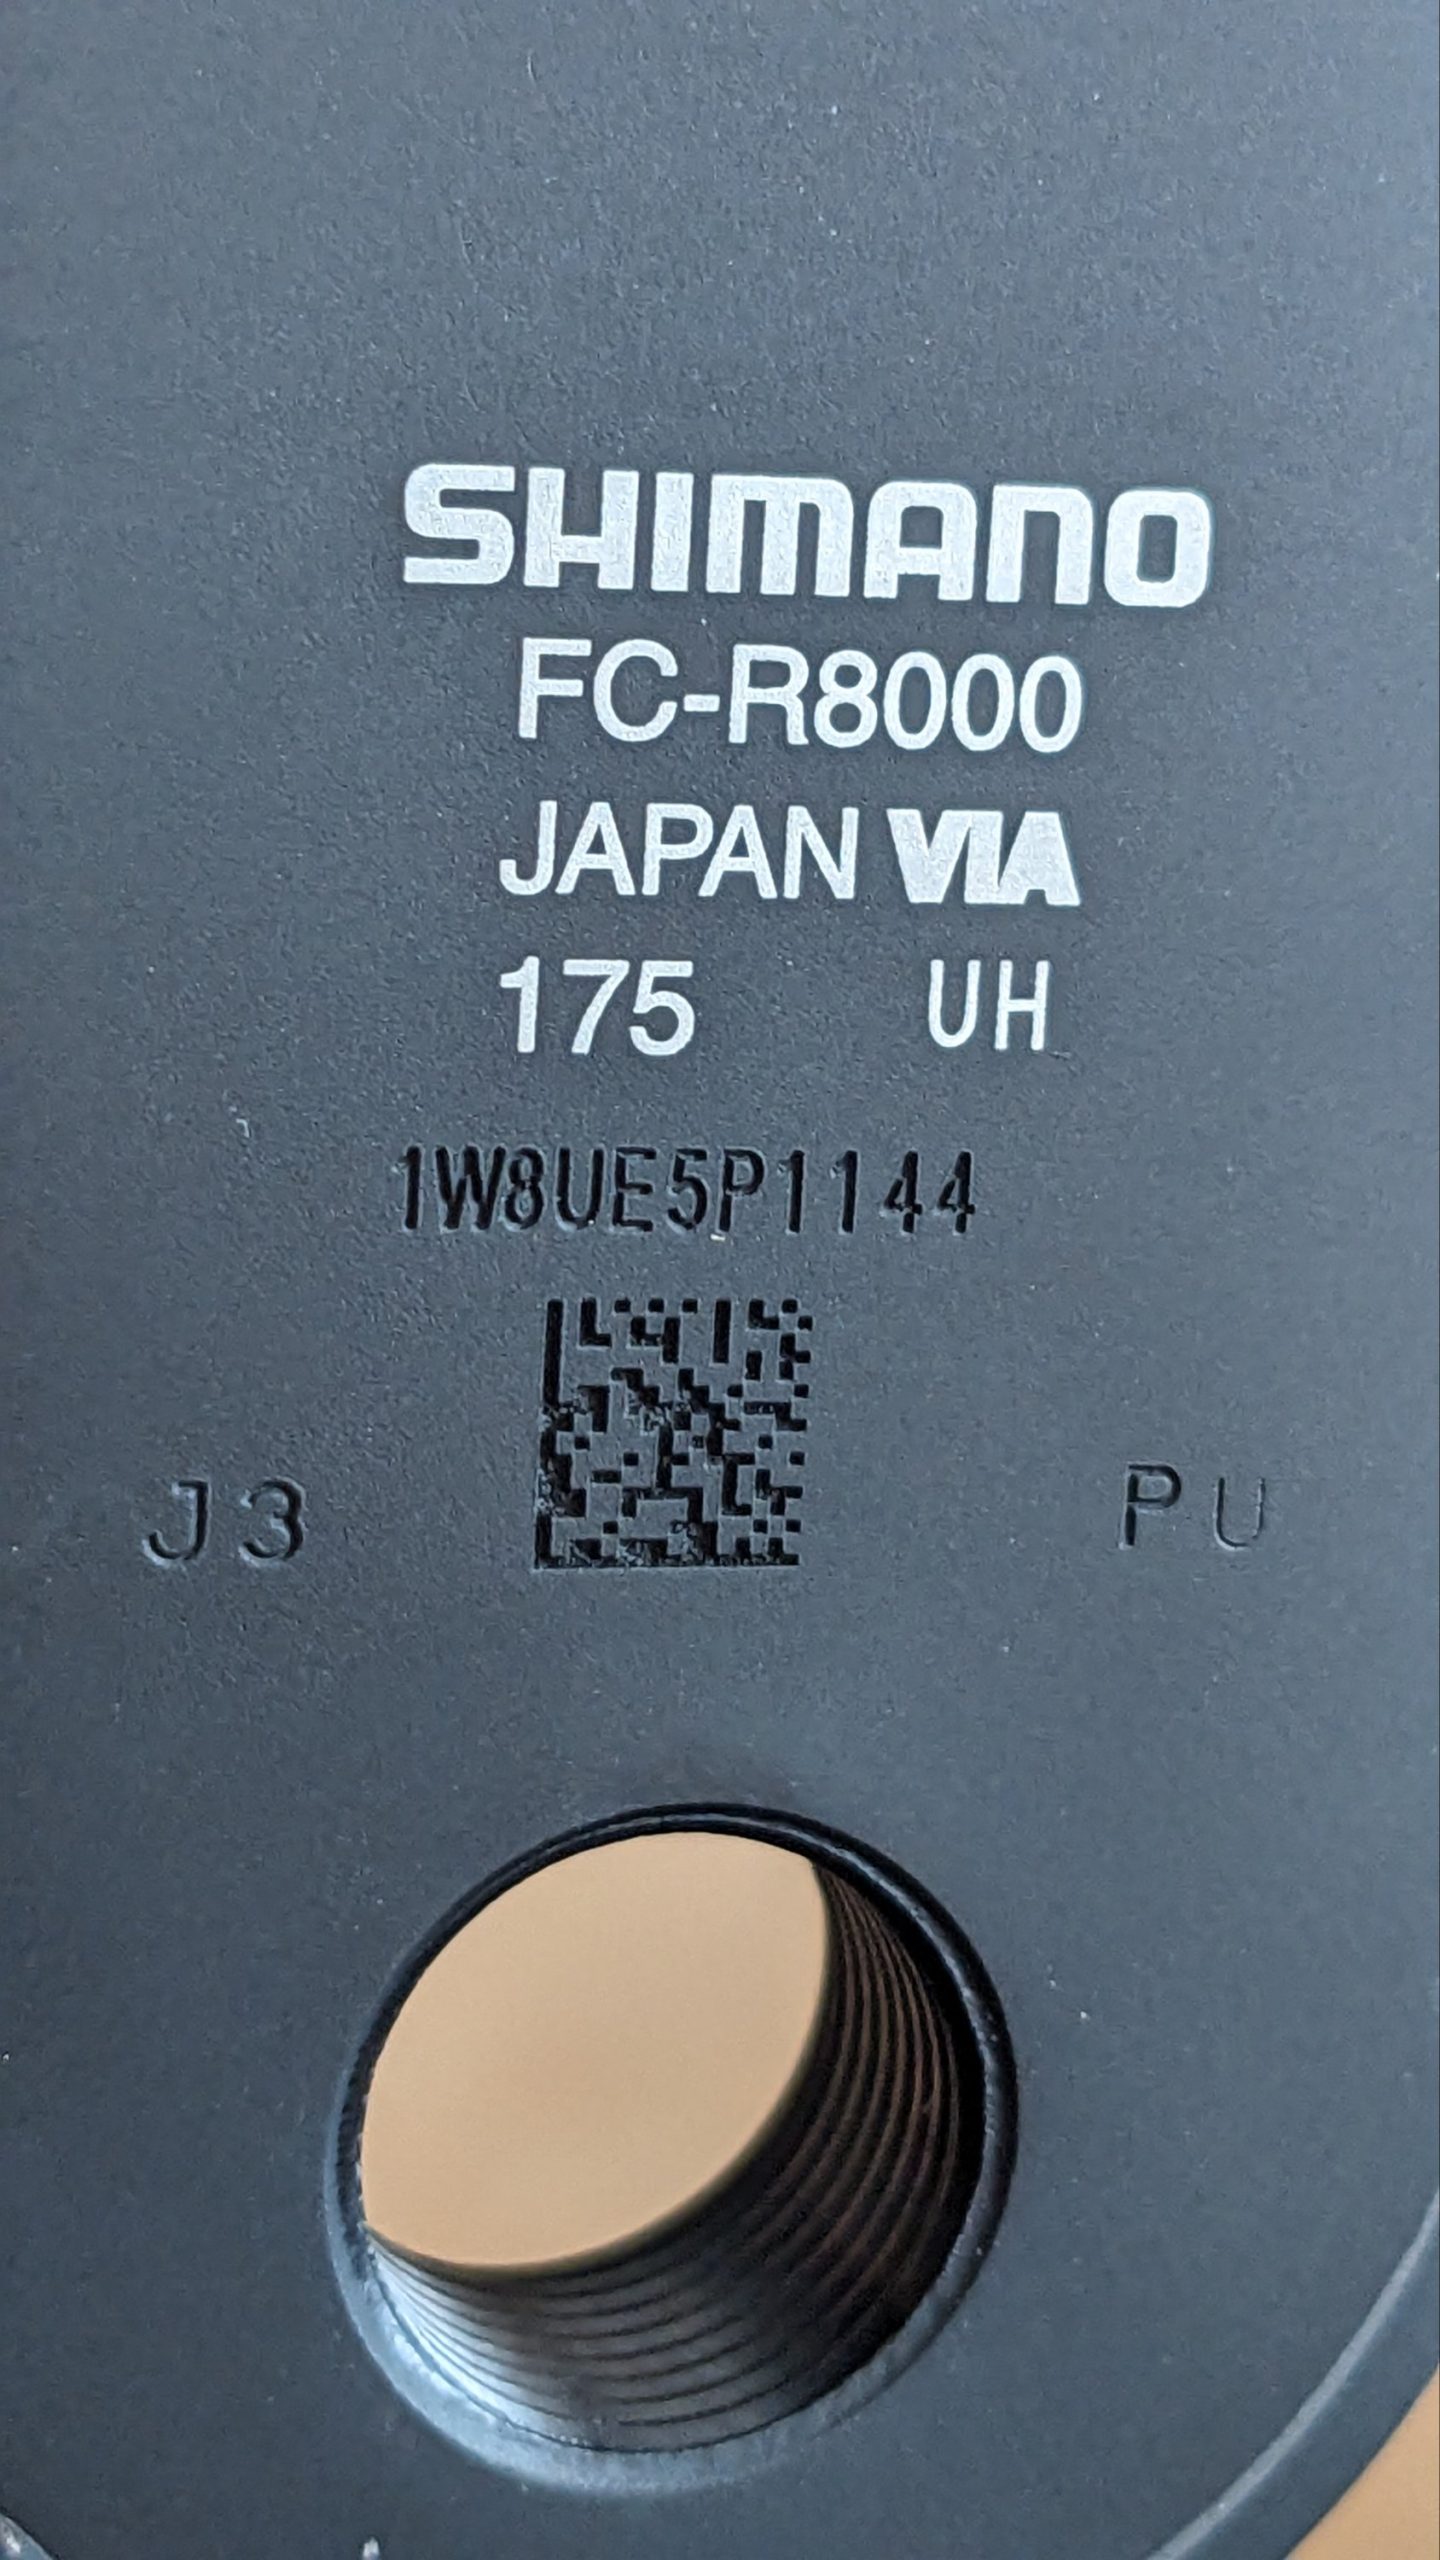 SHIMANO
FC-R8000
JAPAN VIA
175 UH
1W8UE5P1144
J3 PU